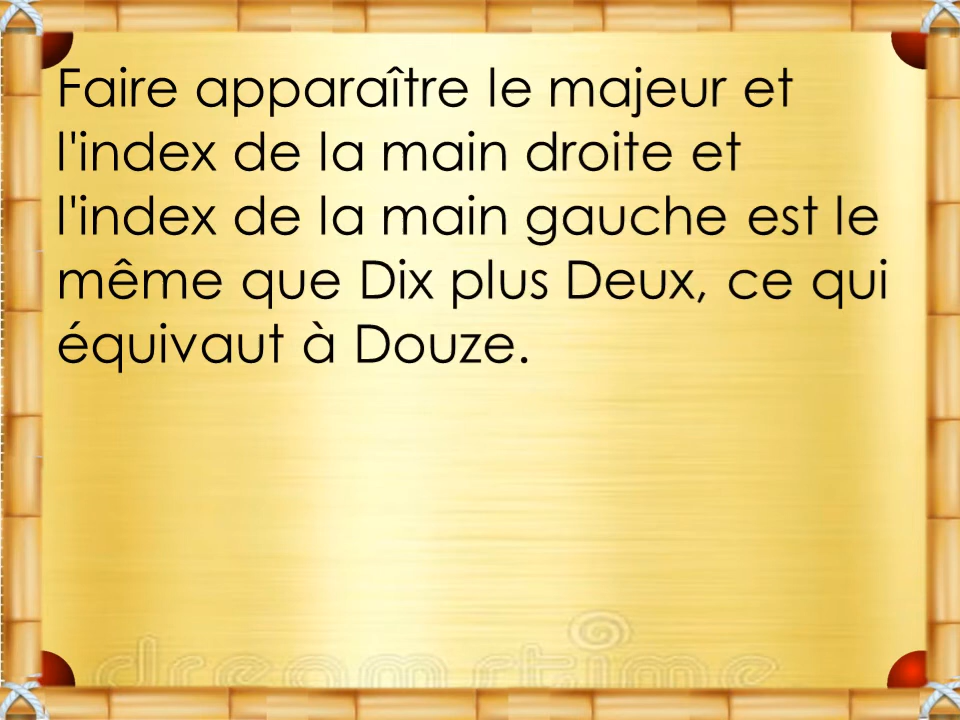 Faire apparaître le majeur et
l'index de la main droite et
l'index de la main gauche est le
même que Dix plus Deux, ce qui
équivaut à Douze.
dreamstime